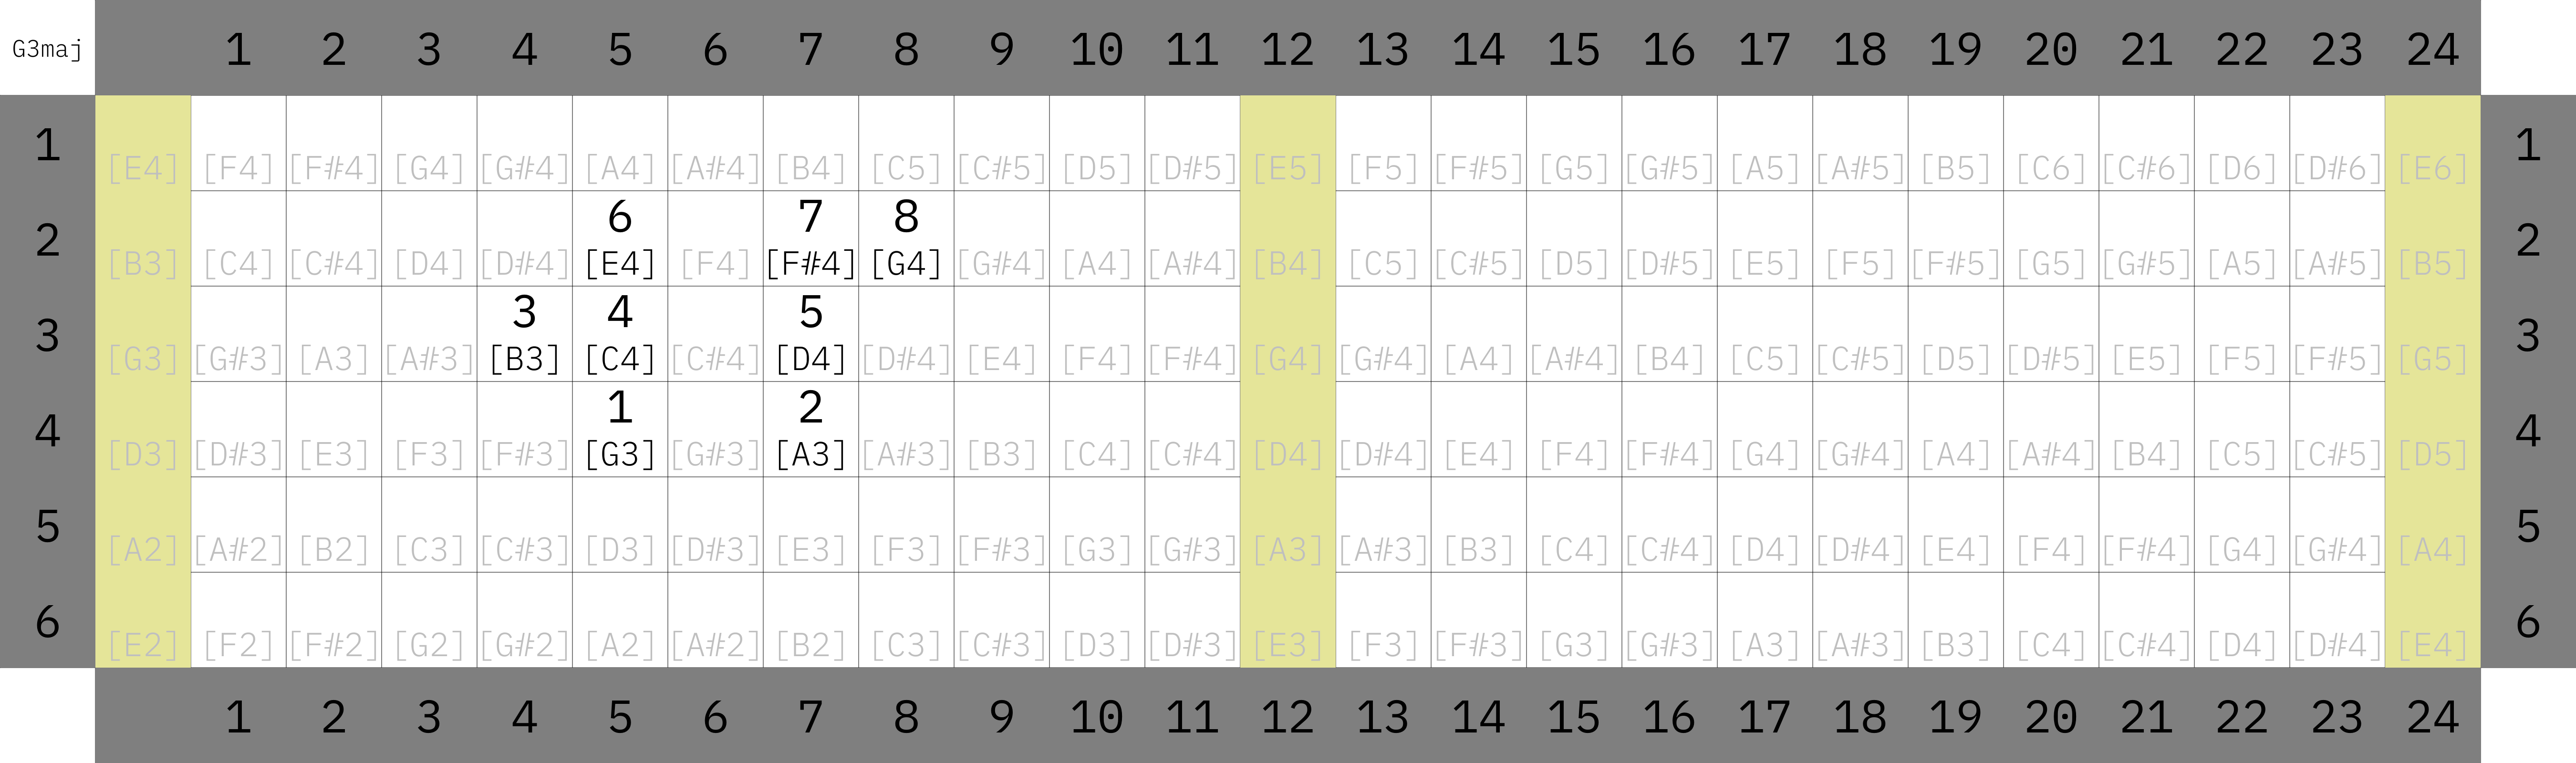 G3maj 1 2 3 4 5 6 7 8 9 10 11 12 13 14 15 16 17 18 19 20 21 22 23 24
1 [E4] [F4] [F#4] [G4] [G#4] [A4] [A#4] [B4] [C5] [C#5] [D5] [D#5] [E5] [F5] [F#5] [G5] [G#5] [A5] [A#5] [B5] [C6] [C#6] [D6] [D#6] [E6] 1
6 7 8
2 [B3] [C4] [C#4] [D4] [D#4] [E4] [F4] [F#4] [G4] [G#4] [A4] [A#4] [B4] [C5] [C#5] [D5] [D#5] [E5] [F5] [F#5] [G5] [G#5] [A5] [A#5] [B5] 2
3 4 5
3 [G3] [G#3] [A3] [A#3] [B3] [C4] [C#4] [D4] [D#4] [E4] [F4] [F#4] [G4] [G#4] [A4] [A#4] [B4] [C5] [C#5] [D5] [D#5] [E5] [F5] [F#5] [G5] 3
1 2
4 [D3] [D#3] [E3] [F3] [F#3] [G3] [G#3] [A3] [A#3] [B3] [C4] [C#4] [D4] [D#4] [E4] [F4] [F#4] [G4] [G#4] [A4] [A#4] [B4] [C5] [C#5] [D5] 4
5 [A2] [A#2] [B2] [C3] [C#3] [D3] [D#3] [E3] [F3] [F#3] [G3] [G#3] [A3] [A#3] [B3] [C4] [C#4] [D4] [D#4] [E4] [F4] [F#4] [G4] [G#4] [A4] 5
6 [E2] [F2] [F#2] [G2] [G#2] [A2] [A#2] [B2] [C3] [C#3] [D3] [D#3] [E3] [F3] [F#3] [G3] [G#3] [A3] [A#3] [B3] [C4] [C#4] [D4] [D#4] [E4] 6
1 2 3 4 5 6 7 8 9 10 11 12 13 14 15 16 17 18 19 20 21 22 23 24